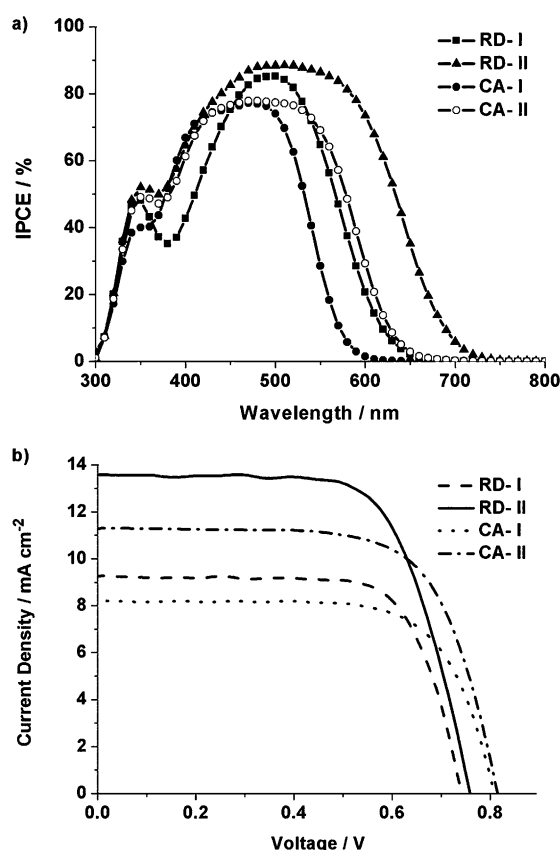 a)
IPCE / %
100
80
60
40
20
0
RD- I
RD- II
CA- I
CA- II
300 400 500 600 700 800
Wavelength / nm
b)
Current Density / mA cm-2
14
12
10
8
6
4
2
0
RD- I
RD- II
CA- I
CA- II
0.0 0.2 0.4 0.6 0.8
Voltage / V